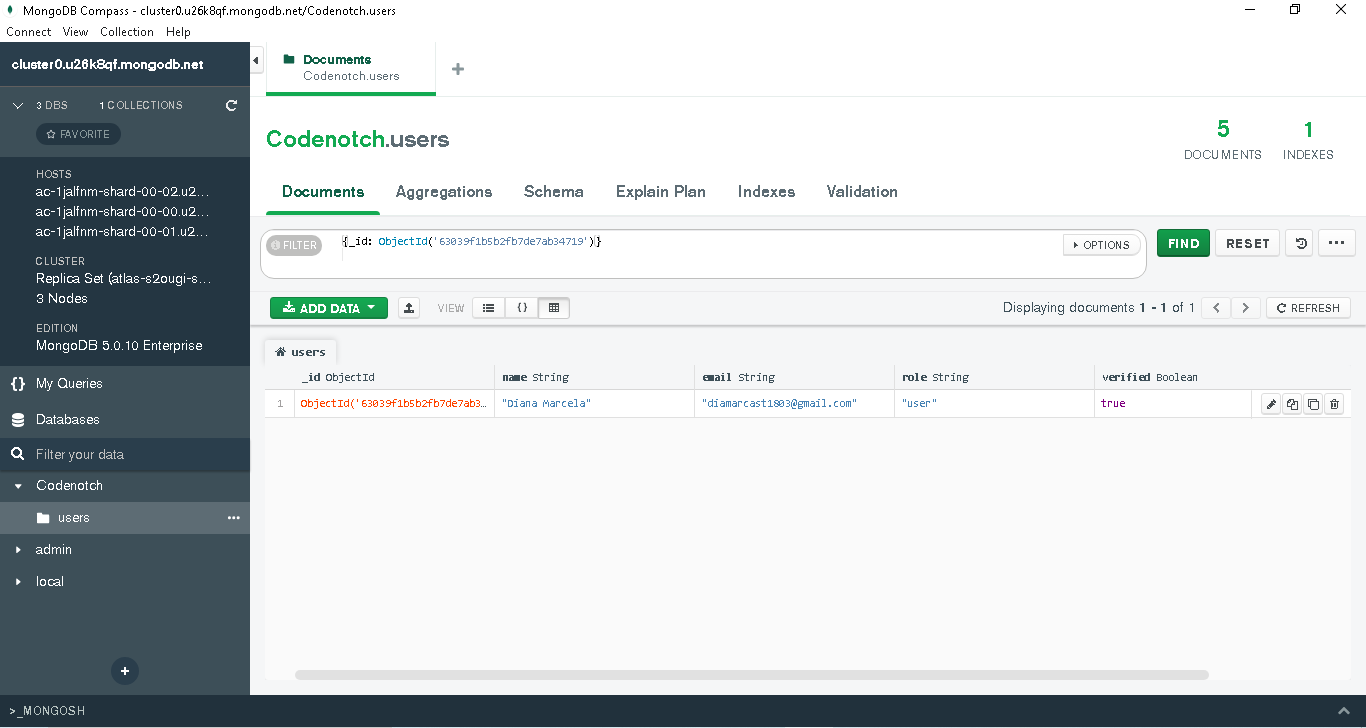 MongoDB Compass - cluster0.u26k8qf.mongodb.net/Codenotch.users
Connect View Collection Help
cluster0.u26k8qf.mongodb.net
3 DBS 1 COLLECTIONS
FAVORITE
HOSTS
ac-1jalfnm-shard-00-02.u2...
ac-1jalfnm-shard-00-00.u2...
ac-1jalfnm-shard-00-01.u2...
CLUSTER
Replica Set (atlas-s2ougi-s...
3 Nodes
EDITION
MongoDB 5.0.10 Enterprise
{} My Queries
Databases
Filter your data
Codenotch
users
admin
local
>_MONGOSH
Documents
Codenotch.users
Codenotch.users
5 DOCUMENTS
1 INDEXES
Documents Aggregations Schema Explain Plan Indexes Validation
FILTER {_id: ObjectId('63039f1b5b2fb7de7ab34719')} OPTIONS FIND RESET
ADD DATA VIEW {} Displaying documents 1 - 1 of 1 REFRESH
users
_id ObjectId name String email String role String verified Boolean
1 ObjectId('63039f1b5b2fb7de7ab3… "Diana Marcela" "diamarcast1803@gmail.com" "user" true